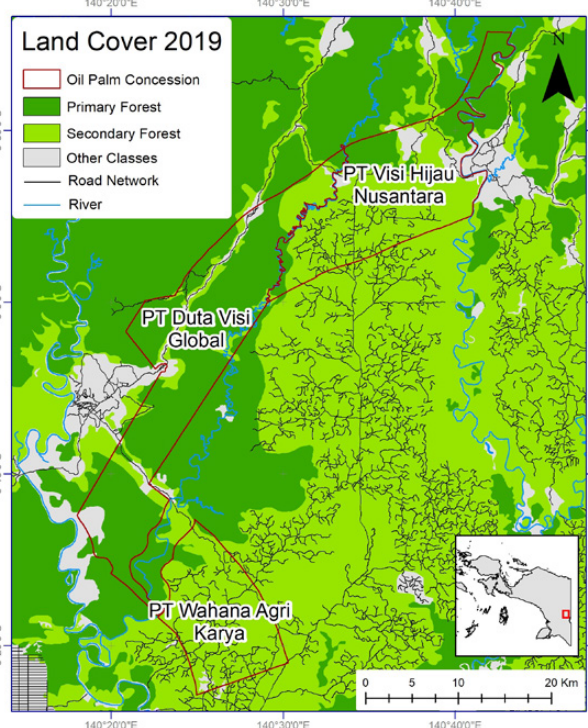 140°20'0"E
140°30'0"E
140°40'0"E
Land Cover 2019
Oil Palm Concession
Primary Forest
Secondary Forest
Other Classes
Road Network
River
N
PT Visi Hijau
Nusantara
PT Duta Visi
Global
PT Wahana Agri
Karya
0 5 10 20 Km
140°20'0"E
140°30'0"E
140°40'0"E